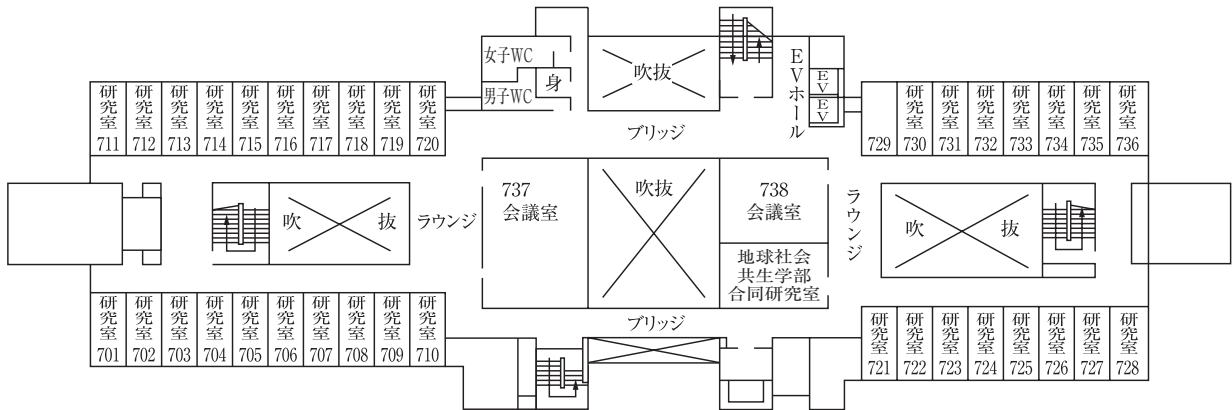 女子WC
身
男子WC
吹抜
EVホール
EV
EV
研究室
711
研究室
712
研究室
713
研究室
714
研究室
715
研究室
716
研究室
717
研究室
718
研究室
719
研究室
720
ブリッジ
729
研究室
730
研究室
731
研究室
732
研究室
733
研究室
734
研究室
735
研究室
736
吹 抜
ラウンジ
737
会議室
吹抜
738
会議室
ラウンジ
吹 抜
地球社会
共生学部
合同研究室
ブリッジ
研究室
701
研究室
702
研究室
703
研究室
704
研究室
705
研究室
706
研究室
707
研究室
708
研究室
709
研究室
710
研究室
721
研究室
722
研究室
723
研究室
724
研究室
725
研究室
726
研究室
727
研究室
728